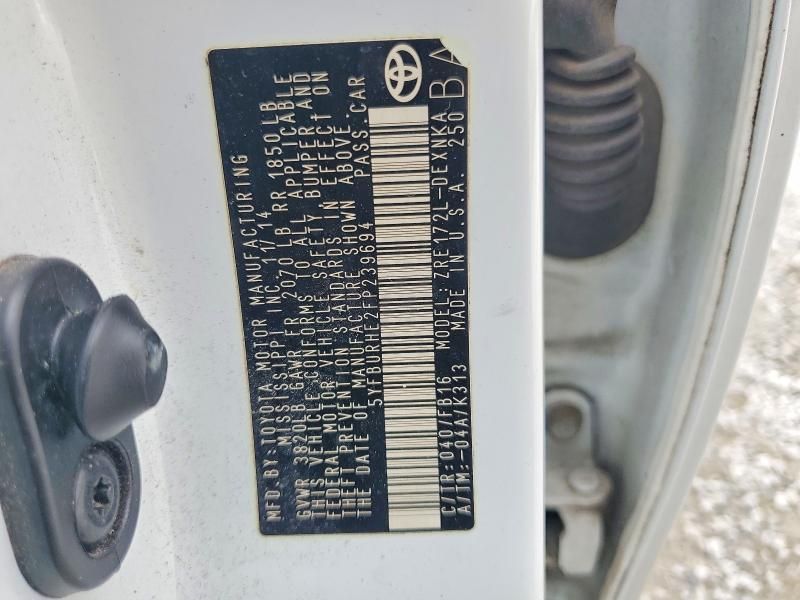 MFD. BY: TOYOTA MOTOR MANUFACTURING
MISSISSIPPI INC. 11/14
GVWR 3820LB GAWR FR 2070 LB RR 1850 LB
THIS VEHICLE CONFORMS TO ALL APPLICABLE
FEDERAL MOTOR VEHICLE SAFETY, BUMPER AND
THEFT PREVENTION STANDARDS IN EFFECT ON
THE DATE OF MANUFACTURE SHOWN ABOVE.
5YFBURHE2FP239694 PASS.CAR
C/TR: 040/FB16 MODEL: ZRE172L-DEXNKA
A/TM:-04A/K313 MADE IN U.S.A. 250 BA